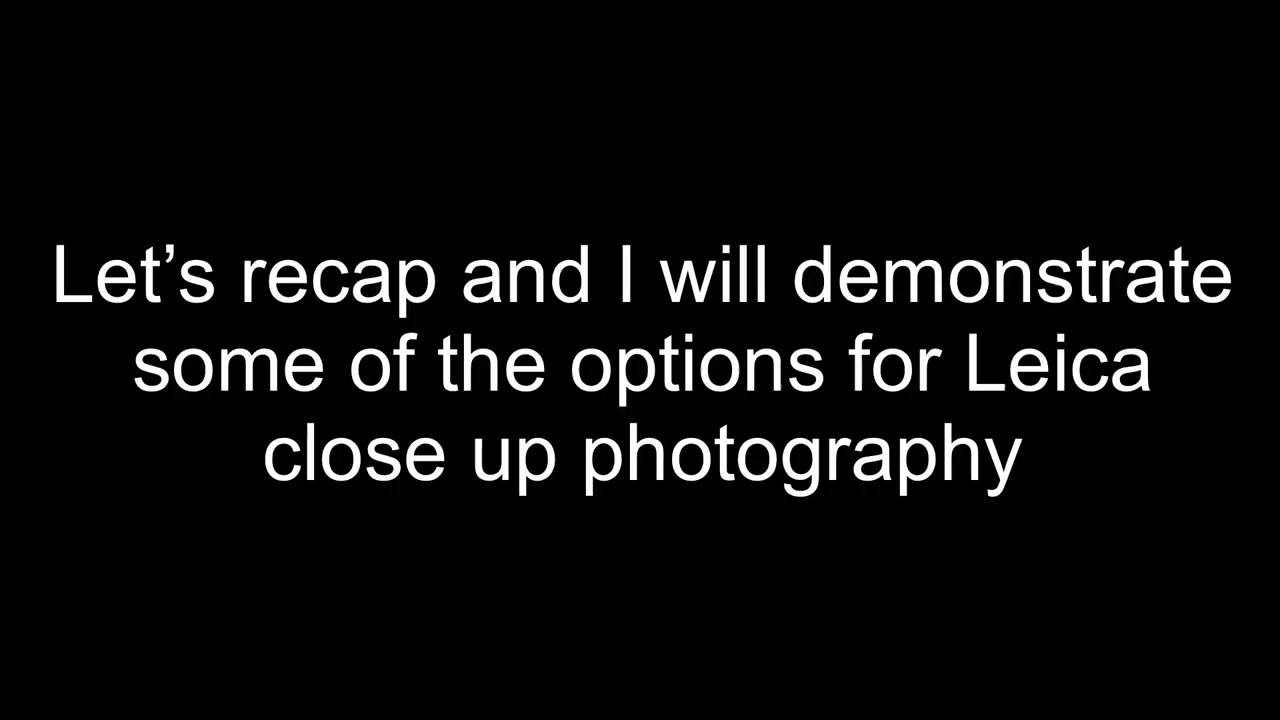 Let’s recap and I will demonstrate
some of the options for Leica
close up photography